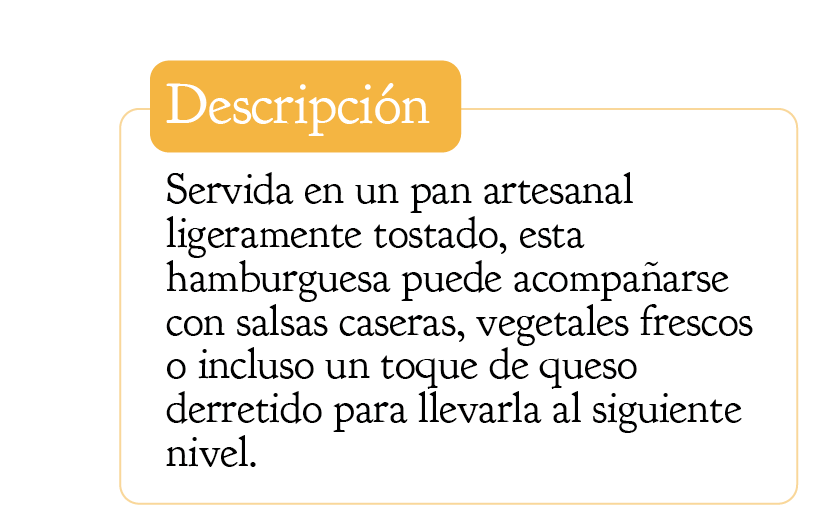 Descripción
Servida en un pan artesanal
ligeramente tostado, esta
hamburguesa puede acompañarse
con salsas caseras, vegetales frescos
o incluso un toque de queso
derretido para llevarla al siguiente
nivel.